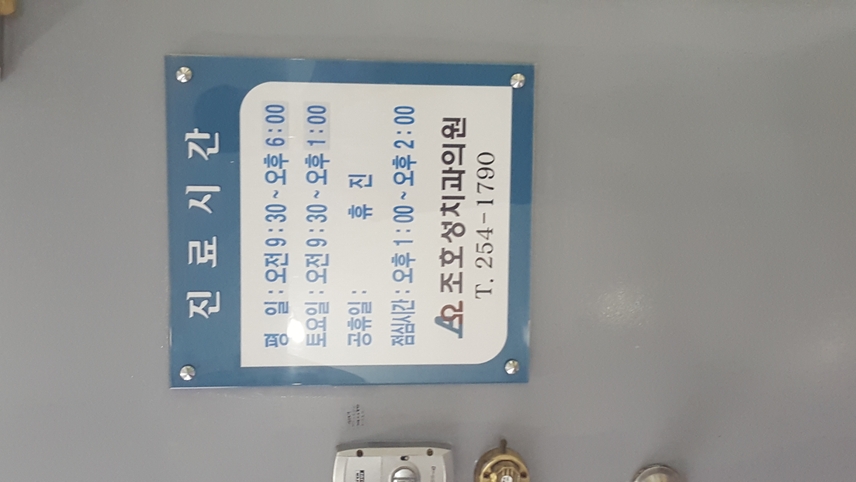 진료시간
평 일 : 오전 9 : 30 ~ 오후 6 : 00
토요일 : 오전 9 : 30 ~ 오후 1 : 00
공휴일 : 휴 진
점심시간 : 오후 1 : 00 ~ 오후 2 : 00
조호성치과의원
T. 254-1790